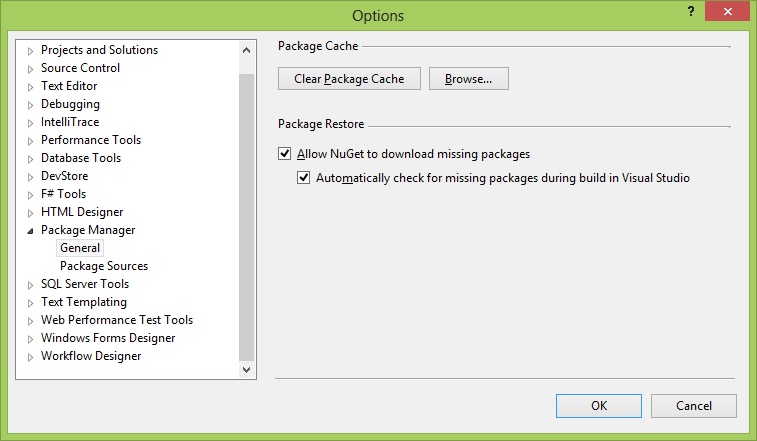 Options
?
Projects and Solutions
Source Control
Text Editor
Debugging
IntelliTrace
Performance Tools
Database Tools
DevStore
F# Tools
HTML Designer
Package Manager
General
Package Sources
SQL Server Tools
Text Templating
Web Performance Test Tools
Windows Forms Designer
Workflow Designer
Package Cache
Clear Package Cache
Browse...
Package Restore
Allow NuGet to download missing packages
Automatically check for missing packages during build in Visual Studio
OK
Cancel